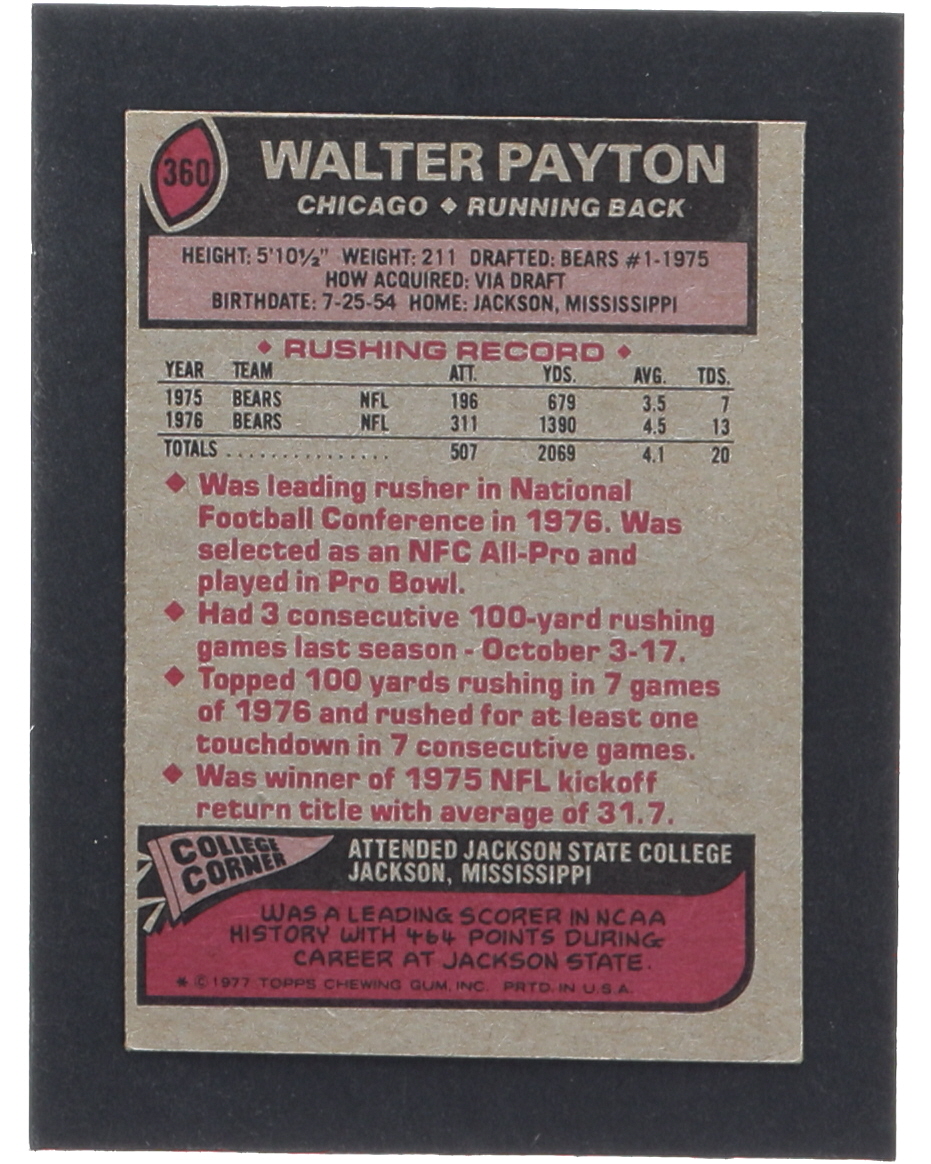 360
WALTER PAYTON
CHICAGO ◆ RUNNING BACK
HEIGHT: 5'10½" WEIGHT: 211 DRAFTED: BEARS #1-1975
HOW ACQUIRED: VIA DRAFT
BIRTHDATE: 7-25-54 HOME: JACKSON, MISSISSIPPI
◆ RUSHING RECORD ◆
YEAR TEAM ATT. YDS. AVG. TDS.
1975 BEARS NFL 196 679 3.5 7
1976 BEARS NFL 311 1390 4.5 13
TOTALS ............... 507 2069 4.1 20
◆ Was leading rusher in National
Football Conference in 1976. Was
selected as an NFC All-Pro and
played in Pro Bowl.
◆ Had 3 consecutive 100-yard rushing
games last season - October 3-17.
◆ Topped 100 yards rushing in 7 games
of 1976 and rushed for at least one
touchdown in 7 consecutive games.
◆ Was winner of 1975 NFL kickoff
return title with average of 31.7.
COLLEGE
CORNER
ATTENDED JACKSON STATE COLLEGE
JACKSON, MISSISSIPPI
WAS A LEADING SCORER IN NCAA
HISTORY WITH 464 POINTS DURING
CAREER AT JACKSON STATE.
* © 1977 TOPPS CHEWING GUM, INC. PRTD. IN U.S.A.